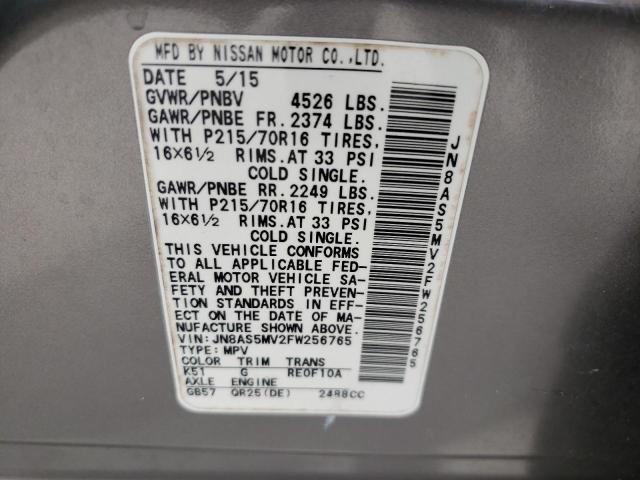 MFD BY NISSAN MOTOR CO.,LTD.
DATE 5/15
GVWR/PNBV 4526 LBS.
GAWR/PNBE FR. 2374 LBS.
WITH P215/70R16 TIRES,
16X6½ RIMS.AT 33 PSI
COLD SINGLE.
GAWR/PNBE RR. 2249 LBS.
WITH P215/70R16 TIRES,
16X6½ RIMS.AT 33 PSI
COLD SINGLE.
THIS VEHICLE CONFORMS
TO ALL APPLICABLE FED-
ERAL MOTOR VEHICLE SA-
FETY AND THEFT PREVEN-
TION STANDARDS IN EFF-
ECT ON THE DATE OF MA-
NUFACTURE SHOWN ABOVE.
VIN: JN8AS5MV2FW256765
TYPE: MPV
COLOR TRIM TRANS
K51 G RE0F10A
AXLE ENGINE
GB57 QR25(DE) 2488CC
JN8AS5MV2FW256765